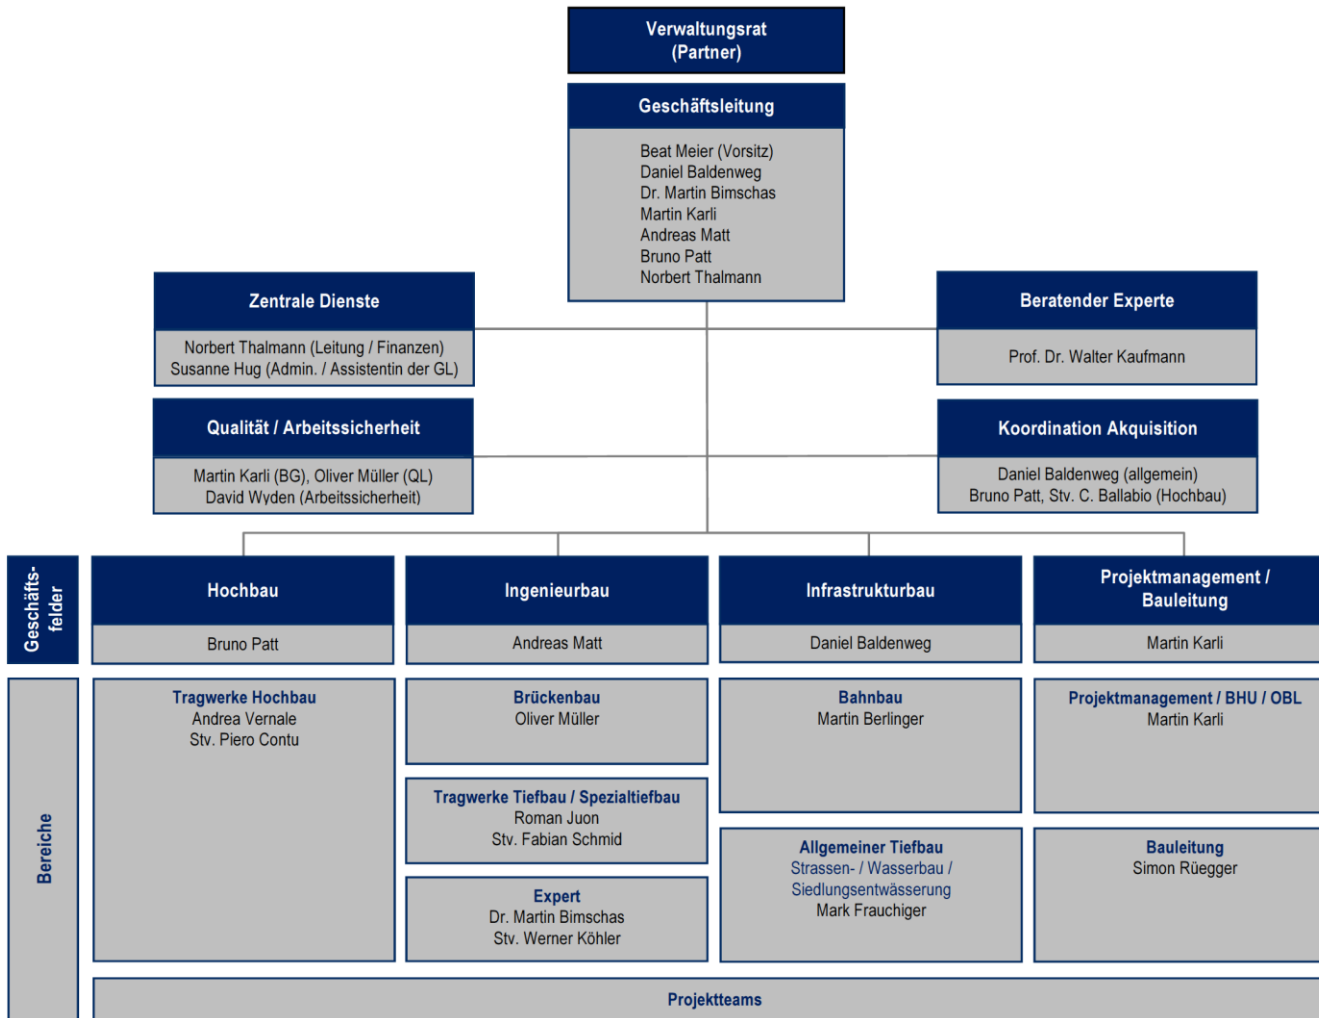 Verwaltungsrat
(Partner)
Geschäftsleitung
Beat Meier (Vorsitz)
Daniel Baldenweg
Dr. Martin Bimschas
Martin Karli
Andreas Matt
Bruno Patt
Norbert Thalmann
Zentrale Dienste
Norbert Thalmann (Leitung / Finanzen)
Susanne Hug (Admin. / Assistentin der GL)
Beratender Experte
Prof. Dr. Walter Kaufmann
Qualität / Arbeitssicherheit
Martin Karli (BG), Oliver Müller (QL)
David Wyden (Arbeitssicherheit)
Koordination Akquisition
Daniel Baldenweg (allgemein)
Bruno Patt, Stv. C. Ballabio (Hochbau)
Geschäfts-
felder
Hochbau
Bruno Patt
Ingenieurbau
Andreas Matt
Infrastrukturbau
Daniel Baldenweg
Projektmanagement /
Bauleitung
Martin Karli
Bereiche
Tragwerke Hochbau
Andrea Vernale
Stv. Piero Contu
Brückenbau
Oliver Müller
Tragwerke Tiefbau / Spezialtiefbau
Roman Juon
Stv. Fabian Schmid
Expert
Dr. Martin Bimschas
Stv. Werner Köhler
Bahnbau
Martin Berlinger
Allgemeiner Tiefbau
Strassen- / Wasserbau /
Siedlungsentwässerung
Mark Frauchiger
Projektmanagement / BHU / OBL
Martin Karli
Bauleitung
Simon Rüegger
Projektteams